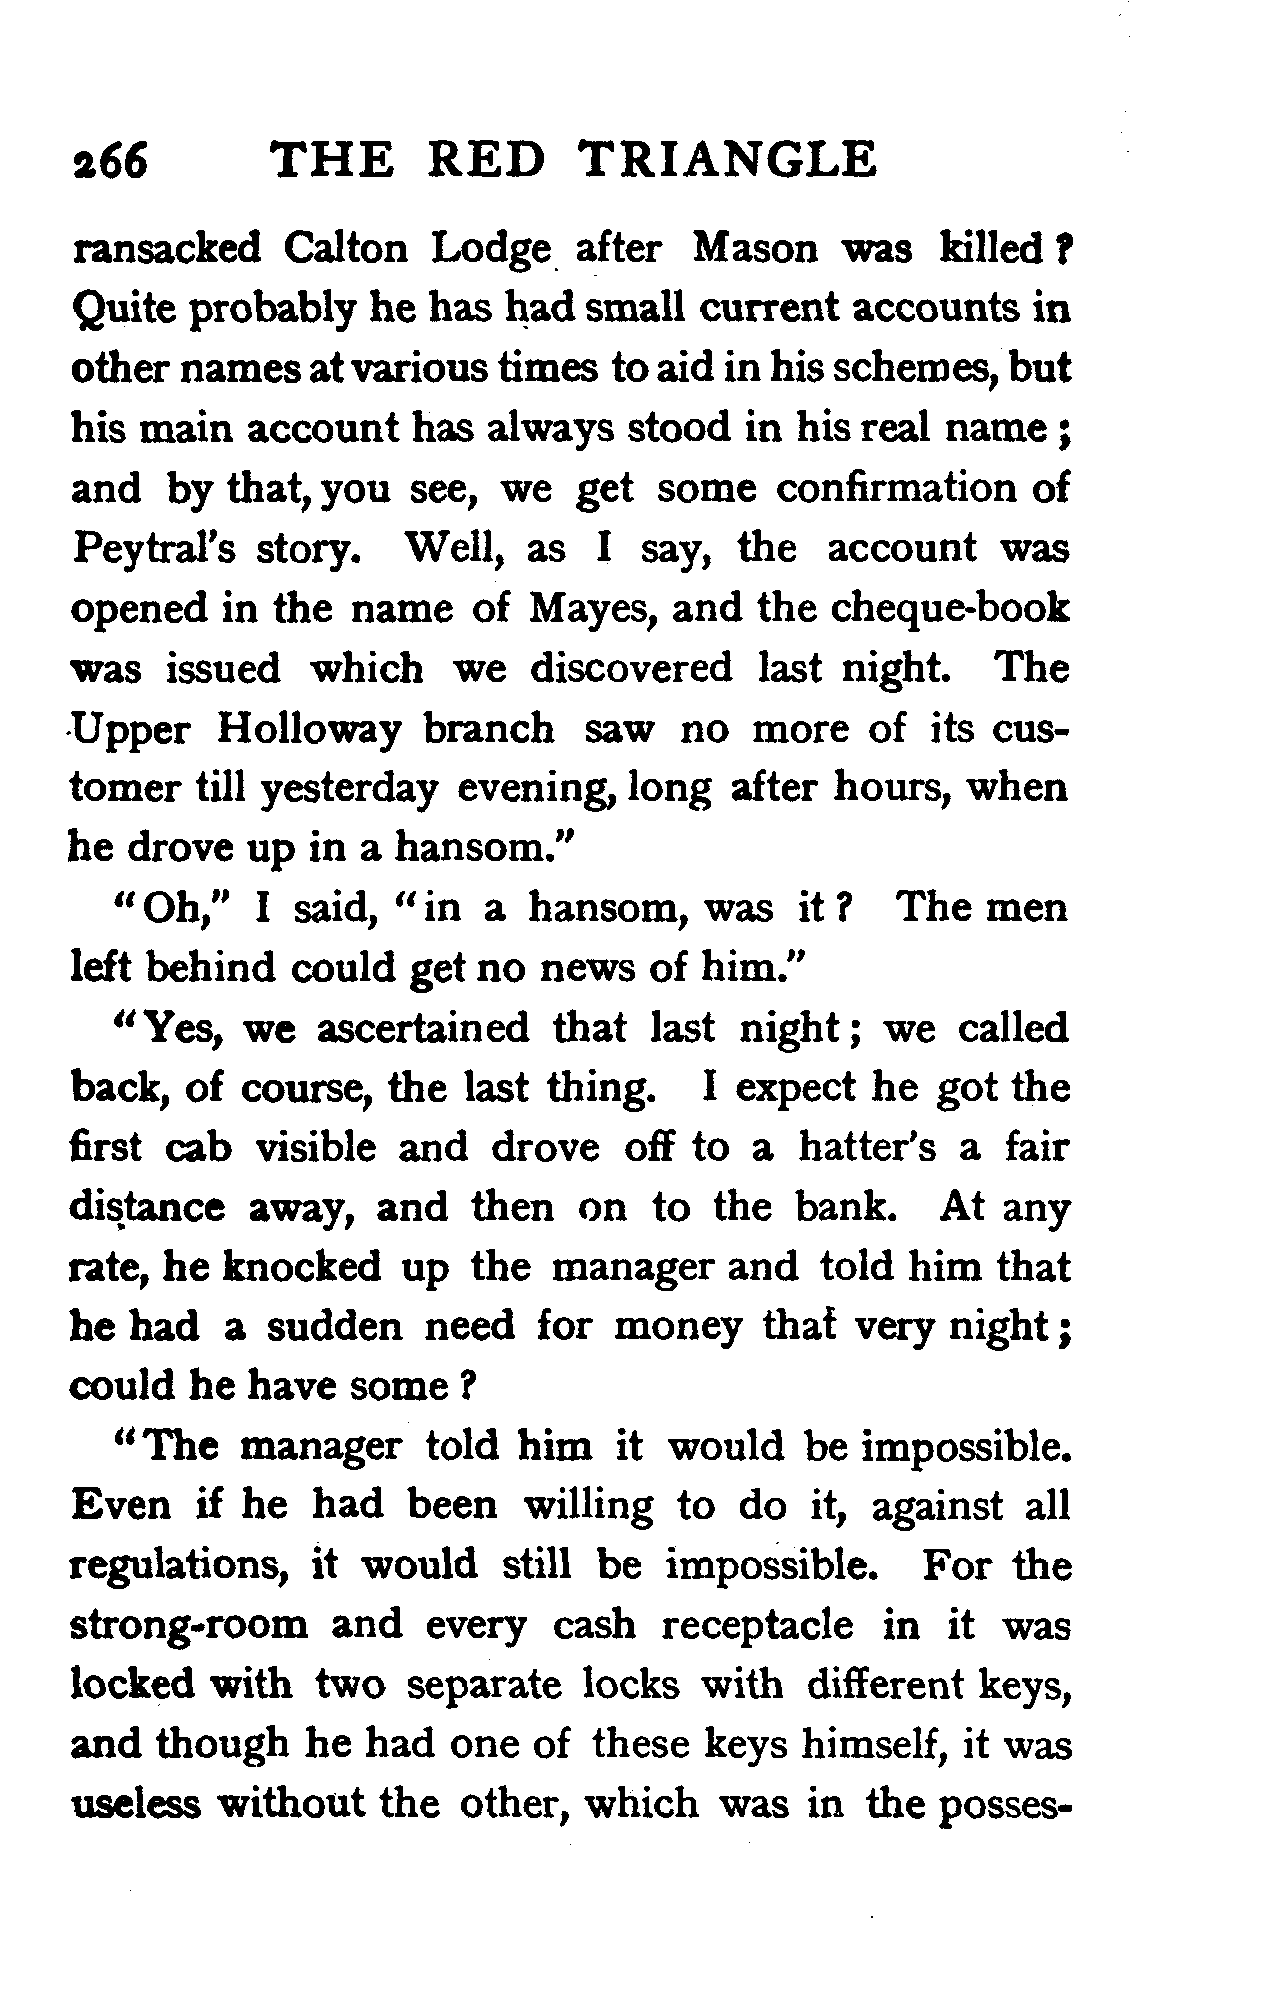 266 THE RED TRIANGLE
ransacked Calton Lodge after Mason was killed ?
Quite probably he has had small current accounts in
other names at various times to aid in his schemes, but
his main account has always stood in his real name ;
and by that, you see, we get some confirmation of
Peytral's story. Well, as I say, the account was
opened in the name of Mayes, and the cheque-book
was issued which we discovered last night. The
Upper Holloway branch saw no more of its cus-
tomer till yesterday evening, long after hours, when
he drove up in a hansom."
"Oh," I said, "in a hansom, was it ? The men
left behind could get no news of him."
"Yes, we ascertained that last night ; we called
back, of course, the last thing. I expect he got the
first cab visible and drove off to a hatter's a fair
distance away, and then on to the bank. At any
rate, he knocked up the manager and told him that
he had a sudden need for money that very night ;
could he have some ?
"The manager told him it would be impossible.
Even if he had been willing to do it, against all
regulations, it would still be impossible. For the
strong-room and every cash receptacle in it was
locked with two separate locks with different keys,
and though he had one of these keys himself, it was
useless without the other, which was in the posses-